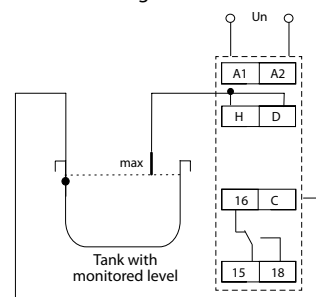 Un
A1 A2
H D
max
16 C
Tank with
monitored level
15 18